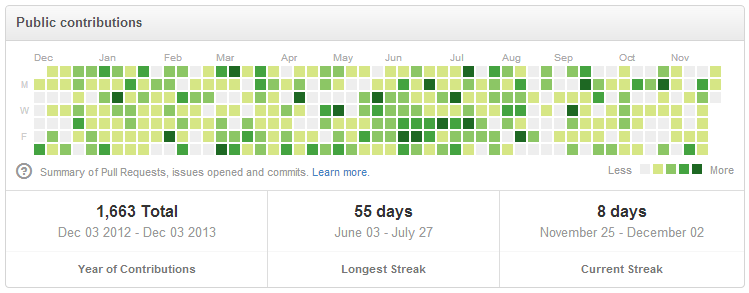 Public contributions
Dec Jan Feb Mar Apr May Jun Jul Aug Sep Oct Nov
M
W
F
? Summary of Pull Requests, issues opened and commits. Learn more. Less More
1,663 Total 55 days 8 days
Dec 03 2012 - Dec 03 2013 June 03 - July 27 November 25 - December 02
Year of Contributions Longest Streak Current Streak